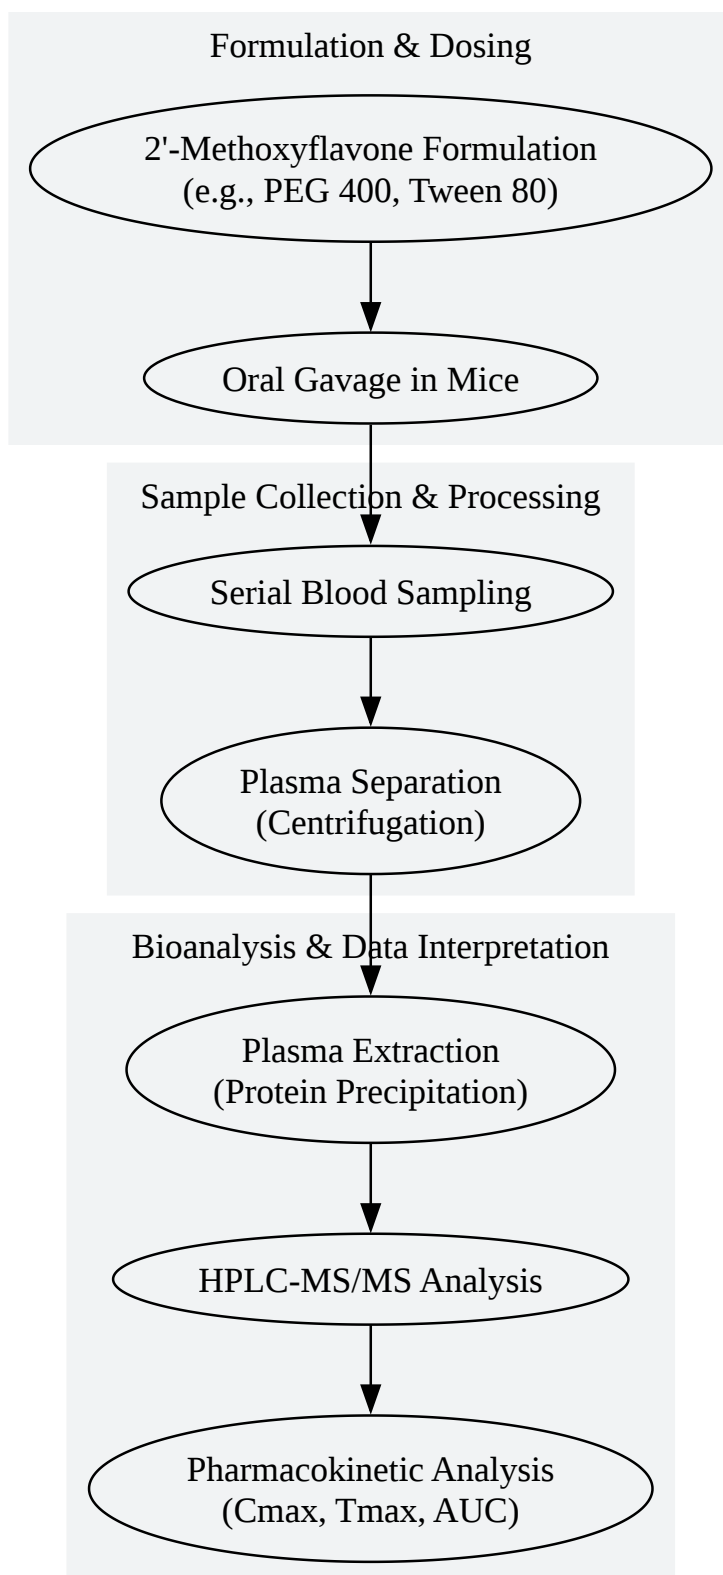 Formulation & Dosing
2'-Methoxyflavone Formulation
(e.g., PEG 400, Tween 80)
Oral Gavage in Mice
Sample Collection & Processing
Serial Blood Sampling
Plasma Separation
(Centrifugation)
Bioanalysis & Data Interpretation
Plasma Extraction
(Protein Precipitation)
HPLC-MS/MS Analysis
Pharmacokinetic Analysis
(Cmax, Tmax, AUC)